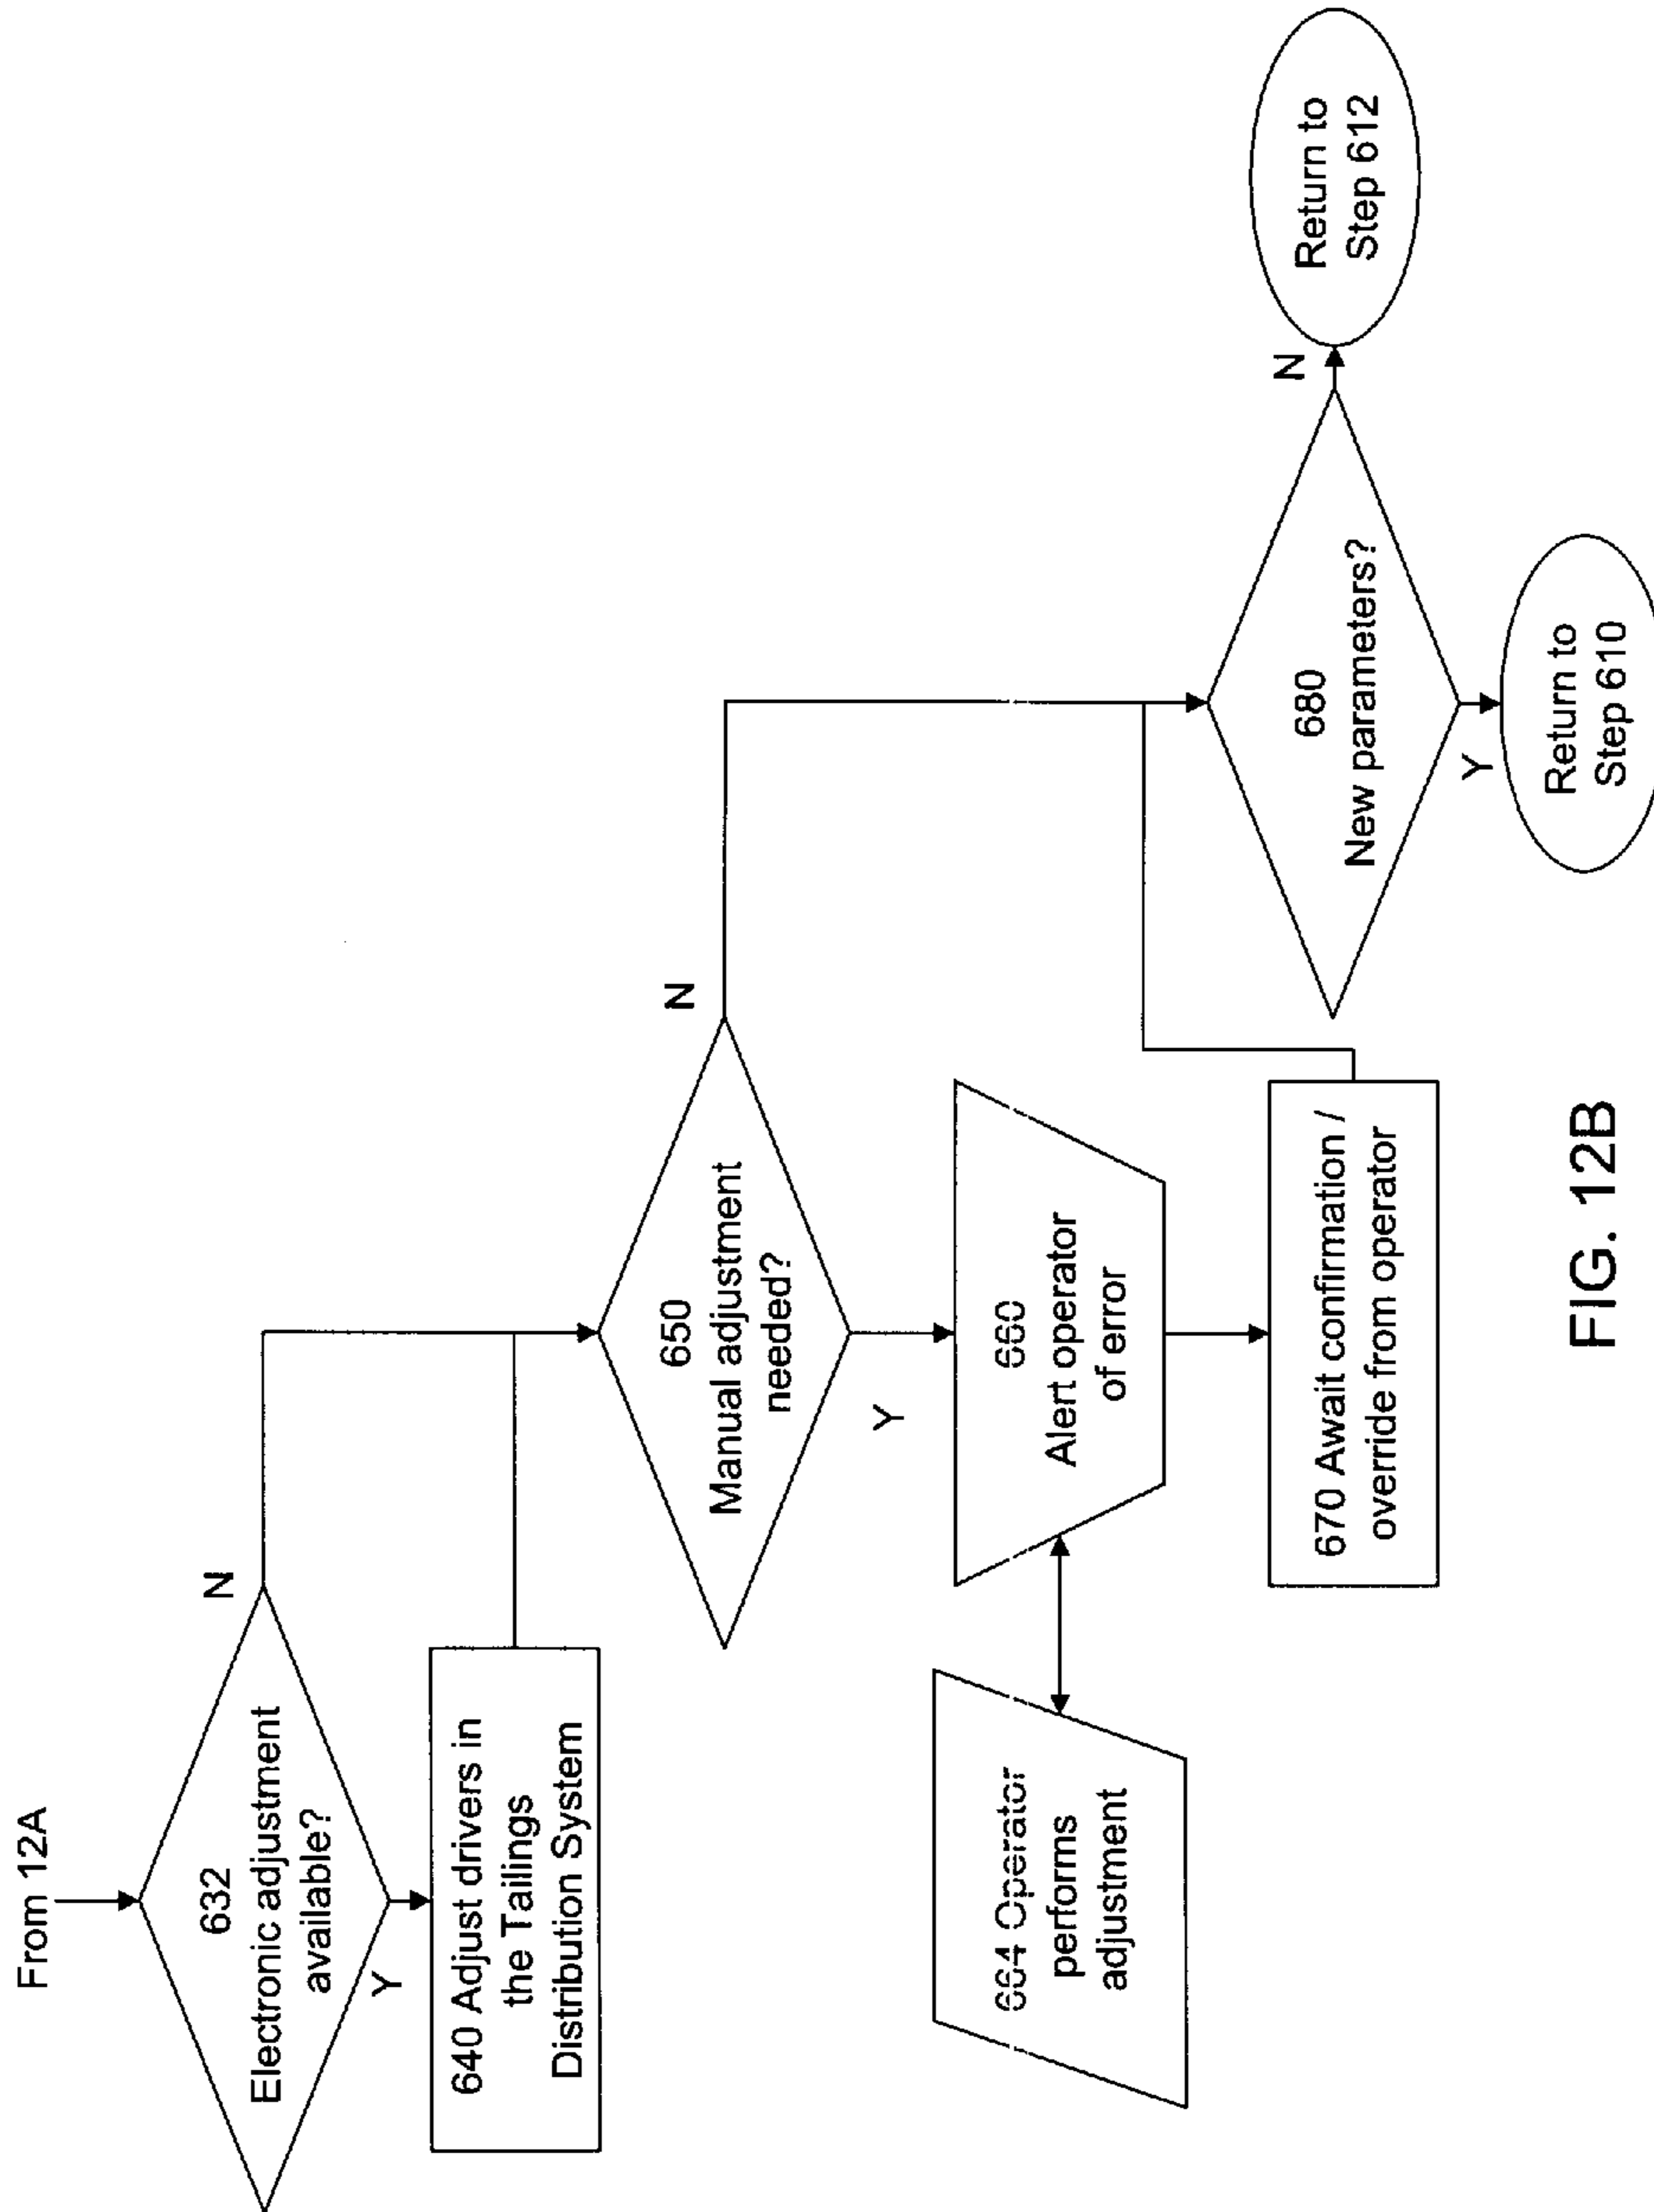 From 12A
632
Electronic adjustment
available?
N
Y
640 Adjust drivers in
the Tailings
Distribution System
650
Manual adjustment
needed?
N
Y
660
Alert operator
of error
664 Operator
performs
adjustment
670 Await confirmation /
override from operator
680
New parameters?
N
Y
Return to
Step 612
Return to
Step 610
FIG. 12B